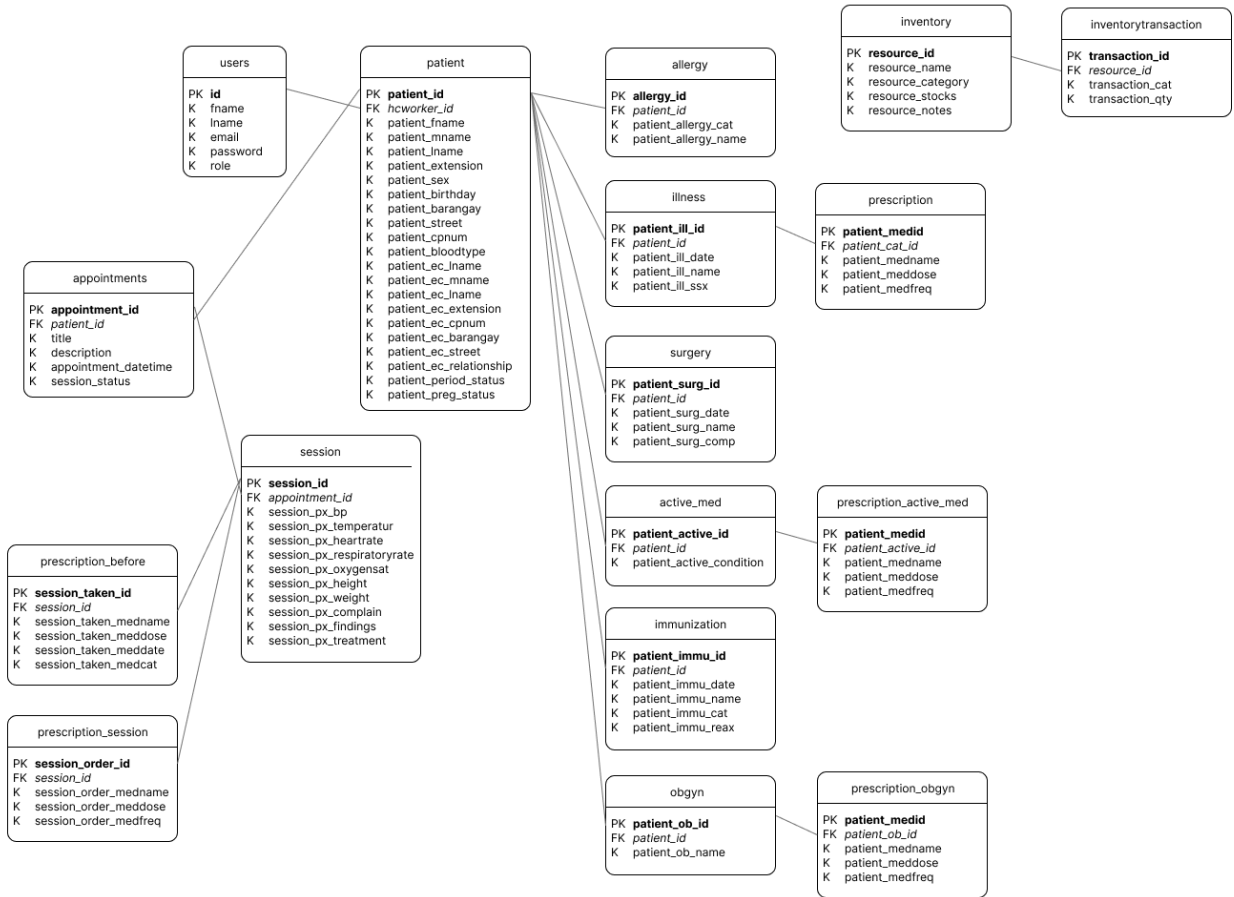 users
PK id
K fname
K lname
K email
K password
K role
patient
PK patient_id
FK hcworker_id
K patient_fname
K patient_mname
K patient_lname
K patient_extension
K patient_sex
K patient_birthday
K patient_barangay
K patient_street
K patient_cpnum
K patient_bloodtype
K patient_ec_lname
K patient_ec_mname
K patient_ec_lname
K patient_ec_extension
K patient_ec_cpnum
K patient_ec_barangay
K patient_ec_street
K patient_ec_relationship
K patient_period_status
K patient_preg_status
allergy
PK allergy_id
FK patient_id
K patient_allergy_cat
K patient_allergy_name
inventory
PK resource_id
K resource_name
K resource_category
K resource_stocks
K resource_notes
inventorytransaction
PK transaction_id
FK resource_id
K transaction_cat
K transaction_qty
illness
PK patient_ill_id
FK patient_id
K patient_ill_date
K patient_ill_name
K patient_ill_ssx
prescription
PK patient_medid
FK patient_cat_id
K patient_medname
K patient_meddose
K patient_medfreq
appointments
PK appointment_id
FK patient_id
K title
K description
K appointment_datetime
K session_status
surgery
PK patient_surg_id
FK patient_id
K patient_surg_date
K patient_surg_name
K patient_surg_comp
session
PK session_id
FK appointment_id
K session_px_bp
K session_px_temperatur
K session_px_heartrate
K session_px_respiratoryrate
K session_px_oxygensat
K session_px_height
K session_px_weight
K session_px_complain
K session_px_findings
K session_px_treatment
active_med
PK patient_active_id
FK patient_id
K patient_active_condition
prescription_active_med
PK patient_medid
FK patient_active_id
K patient_medname
K patient_meddose
K patient_medfreq
prescription_before
PK session_taken_id
FK session_id
K session_taken_medname
K session_taken_meddose
K session_taken_meddate
K session_taken_medcat
immunization
PK patient_immu_id
FK patient_id
K patient_immu_date
K patient_immu_name
K patient_immu_cat
K patient_immu_reax
prescription_session
PK session_order_id
FK session_id
K session_order_medname
K session_order_meddose
K session_order_medfreq
obgyn
PK patient_ob_id
FK patient_id
K patient_ob_name
prescription_obgyn
PK patient_medid
FK patient_ob_id
K patient_medname
K patient_meddose
K patient_medfreq